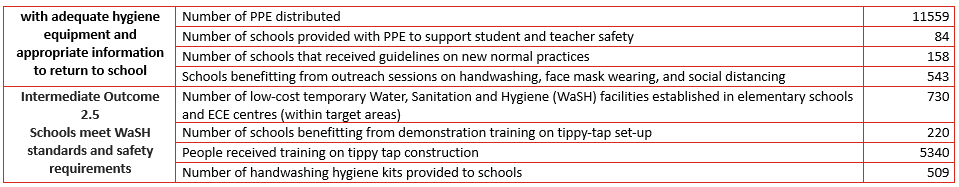 with adequate hygiene
equipment and
appropriate information
to return to school
Number of PPE distributed 11559
Number of schools provided with PPE to support student and teacher safety 84
Number of schools that received guidelines on new normal practices 158
Schools benefitting from outreach sessions on handwashing, face mask wearing, and social distancing 543
Intermediate Outcome
2.5
Schools meet WaSH
standards and safety
requirements
Number of low-cost temporary Water, Sanitation and Hygiene (WaSH) facilities established in elementary schools 730
and ECE centres (within target areas)
Number of schools benefitting from demonstration training on tippy-tap set-up 220
People received training on tippy tap construction 5340
Number of handwashing hygiene kits provided to schools 509